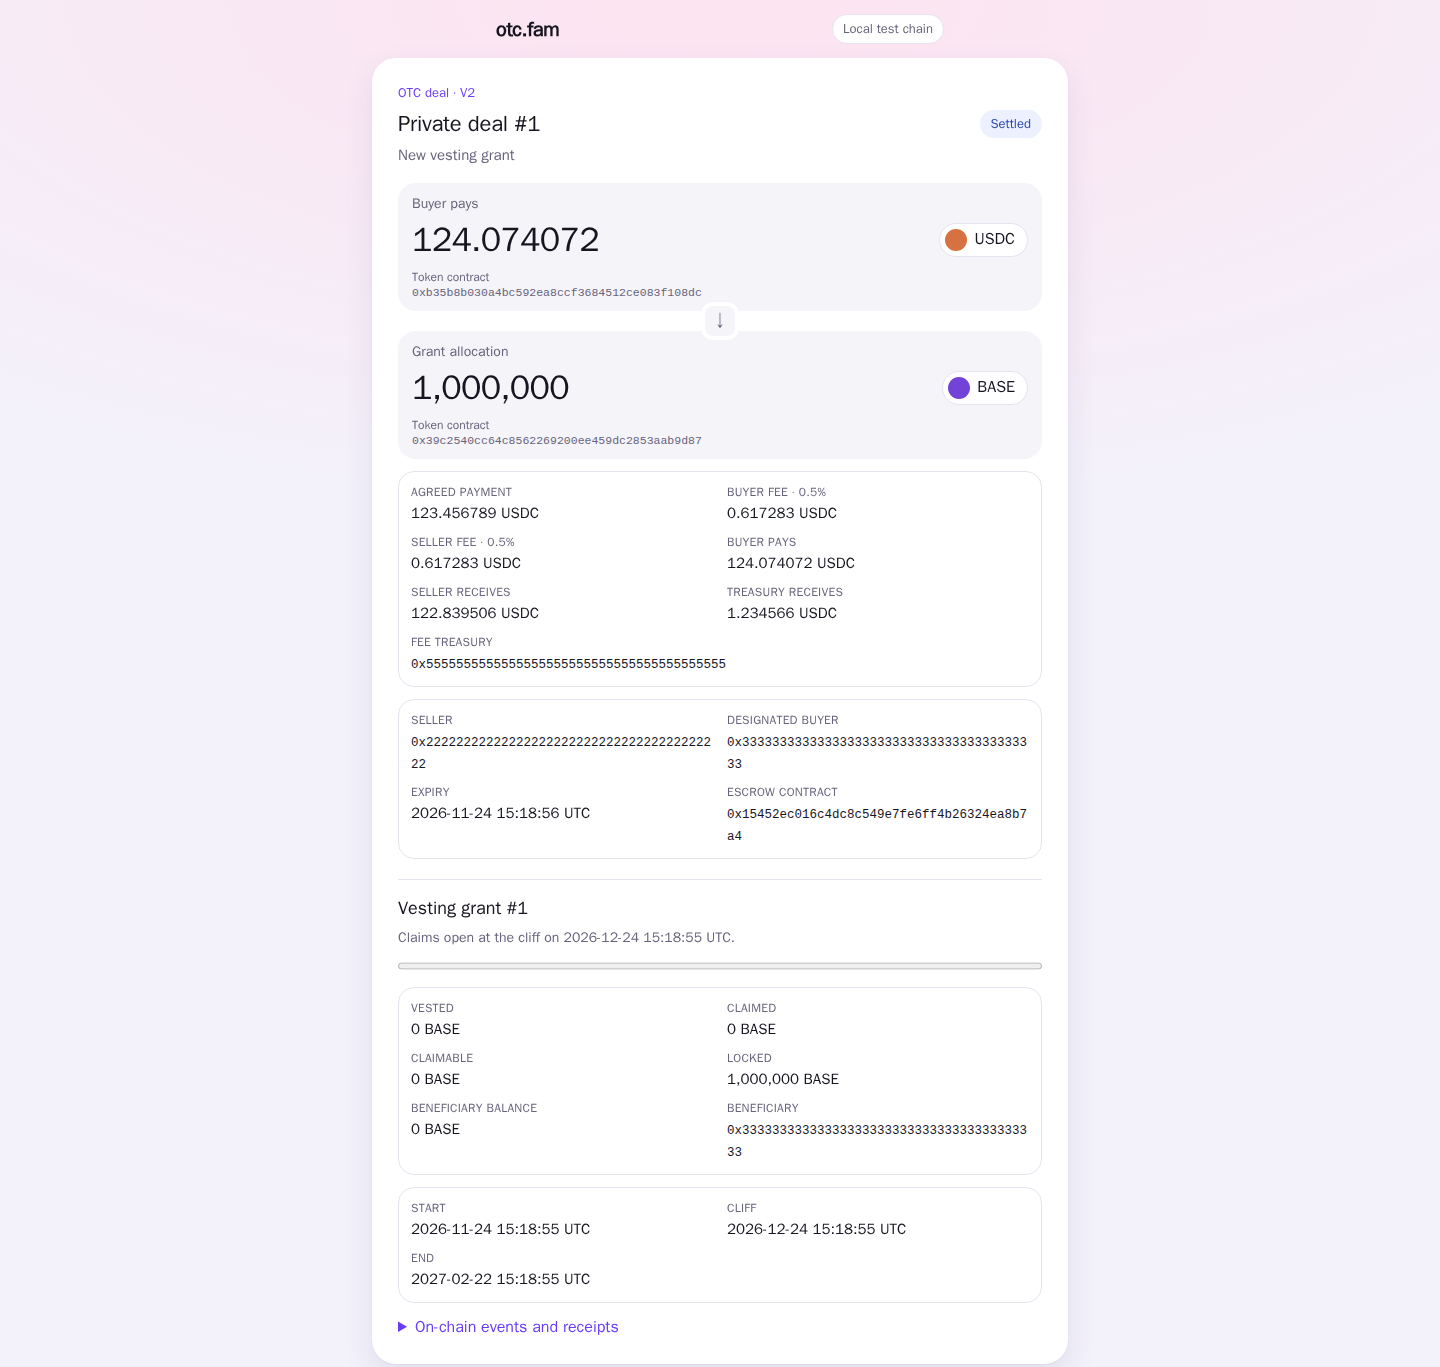 otc.fam
Local test chain
OTC deal · V2
Private deal #1
Settled
New vesting grant
Buyer pays
124.074072
USDC
Token contract
0xb35b8b030a4bc592ea8ccf3684512ce083f108dc
↓
Grant allocation
1,000,000
BASE
Token contract
0x39c2540cc64c8562269200ee459dc2853aab9d87
AGREED PAYMENT
123.456789 USDC
BUYER FEE · 0.5%
0.617283 USDC
SELLER FEE · 0.5%
0.617283 USDC
BUYER PAYS
124.074072 USDC
SELLER RECEIVES
122.839506 USDC
TREASURY RECEIVES
1.234566 USDC
FEE TREASURY
0x5555555555555555555555555555555555555555
SELLER
0x22222222222222222222222222222222222222
22
DESIGNATED BUYER
0x33333333333333333333333333333333333333
33
EXPIRY
2026-11-24 15:18:56 UTC
ESCROW CONTRACT
0x15452ec016c4dc8c549e7fe6ff4b26324ea8b7
a4
Vesting grant #1
Claims open at the cliff on 2026-12-24 15:18:55 UTC.
VESTED
0 BASE
CLAIMED
0 BASE
CLAIMABLE
0 BASE
LOCKED
1,000,000 BASE
BENEFICIARY BALANCE
0 BASE
BENEFICIARY
0x33333333333333333333333333333333333333
33
START
2026-11-24 15:18:55 UTC
CLIFF
2026-12-24 15:18:55 UTC
END
2027-02-22 15:18:55 UTC
On-chain events and receipts